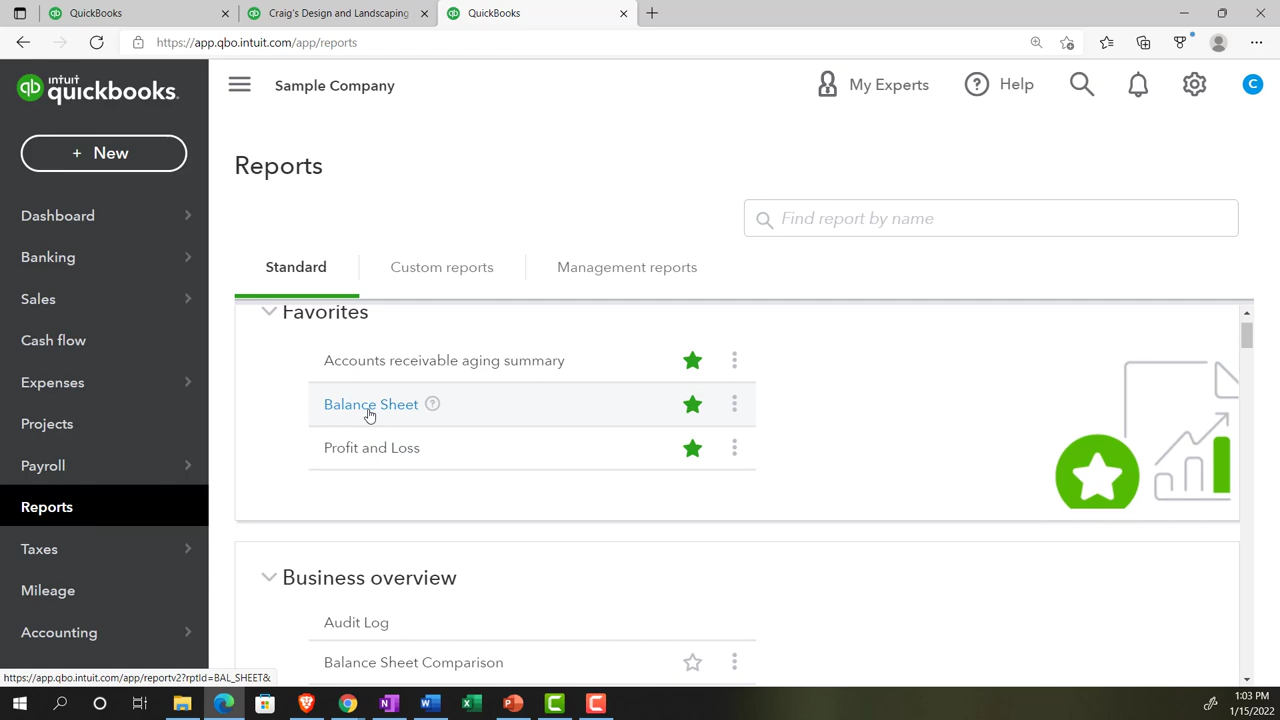 QuickBooks
Craig's Design and Landscaping
QuickBooks
https://app.qbo.intuit.com/app/reports
intuit
quickbooks.
Sample Company
My Experts
Help
C
+ New
Dashboard
Banking
Sales
Cash flow
Expenses
Projects
Payroll
Reports
Taxes
Mileage
Accounting
Reports
Find report by name
Standard
Custom reports
Management reports
Favorites
Accounts receivable aging summary
Balance Sheet ?
Profit and Loss
Business overview
Audit Log
Balance Sheet Comparison
https://app.qbo.intuit.com/app/reportv2?rptId=BAL_SHEET&
1:03 PM
1/15/2022